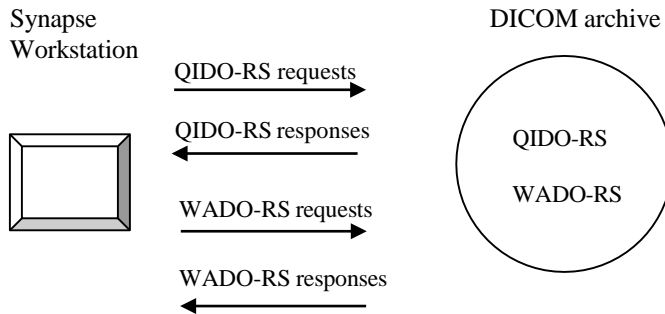 Synapse
Workstation
DICOM archive
QIDO-RS requests
QIDO-RS responses
WADO-RS requests
WADO-RS responses
QIDO-RS
WADO-RS